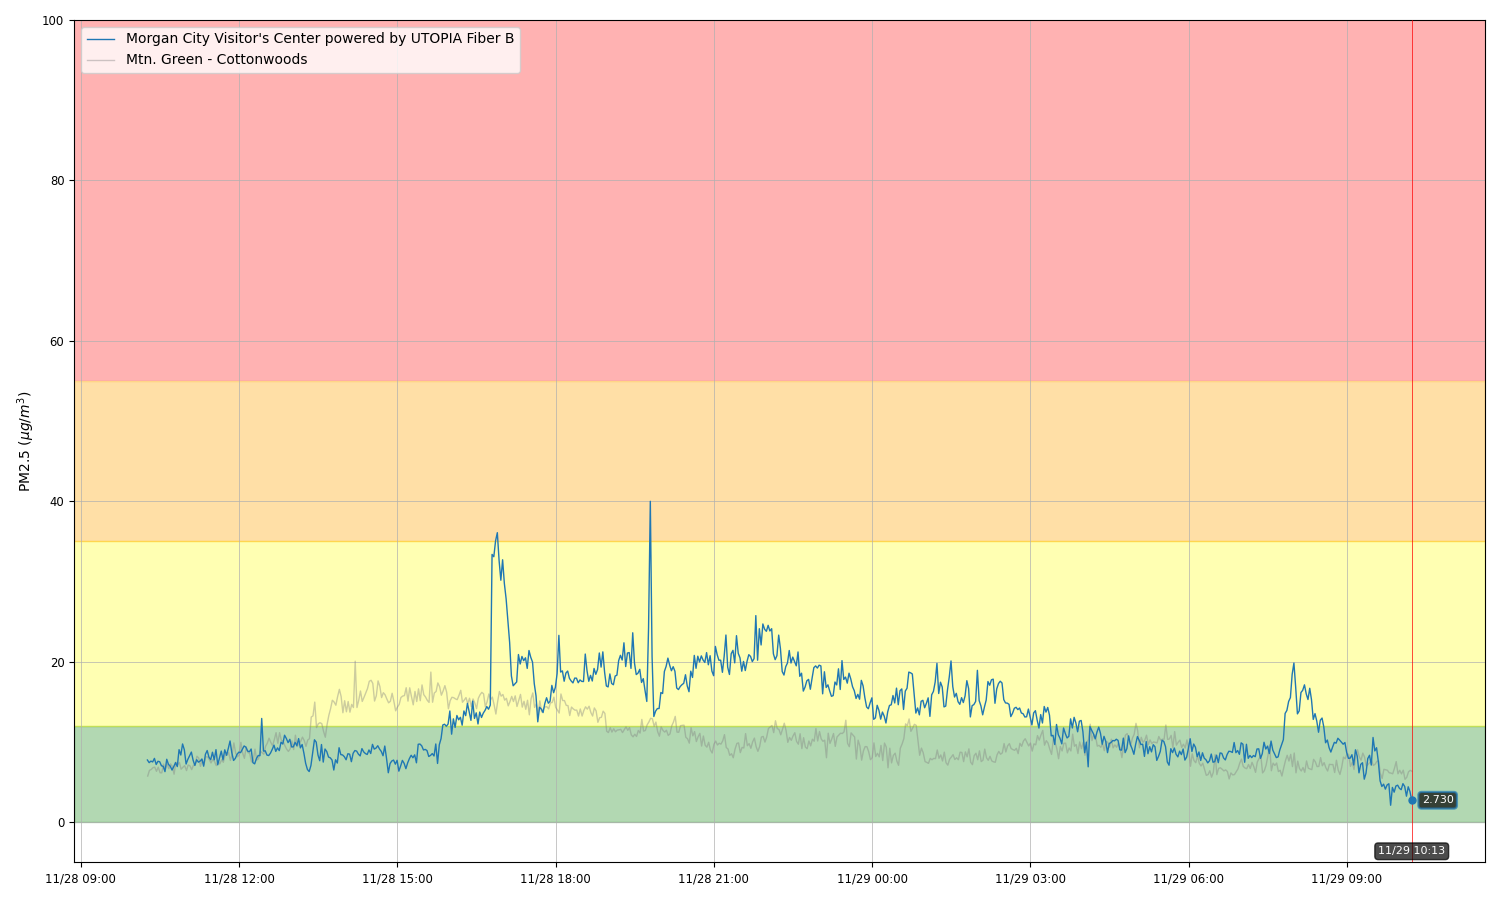 Morgan City Visitor's Center powered by UTOPIA Fiber B
Mtn. Green - Cottonwoods
100
80
60
40
20
0
PM2.5 (µg/m³)
2.730
11/29 10:13
11/28 09:00 11/28 12:00 11/28 15:00 11/28 18:00 11/28 21:00 11/29 00:00 11/29 03:00 11/29 06:00 11/29 09:00